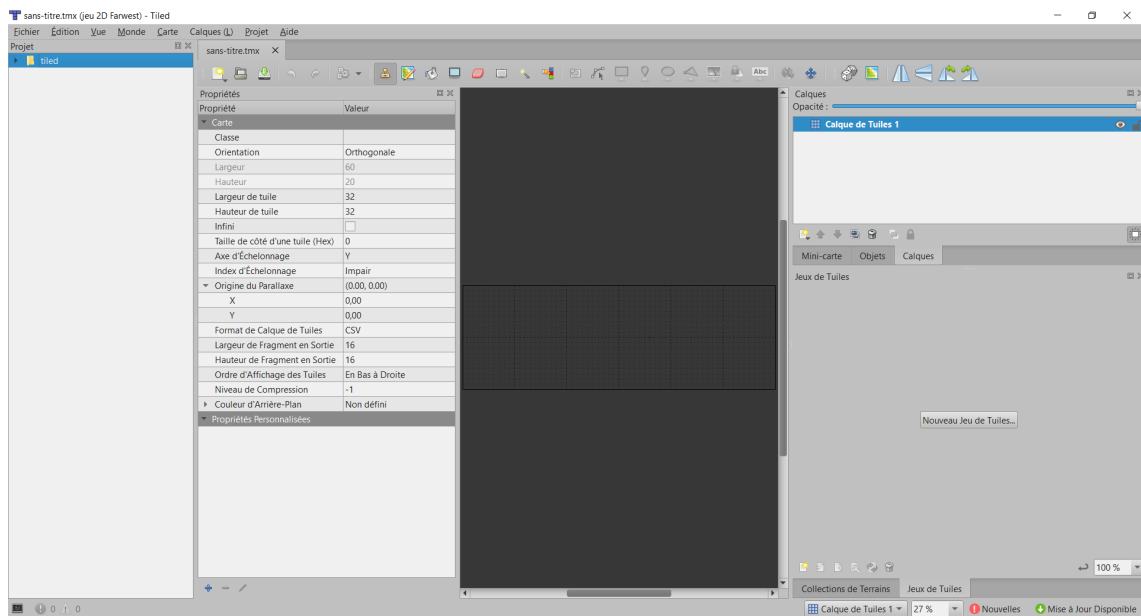 sans-titre.tmx (jeu 2D Farwest) - Tiled
Fichier Édition Vue Monde Carte Calques (L) Projet Aide
Projet
tiled
sans-titre.tmx
Abc
Propriétés
Propriété Valeur
Carte
Classe
Orientation Orthogonale
Largeur 60
Hauteur 20
Largeur de tuile 32
Hauteur de tuile 32
Infini
Taille de côté d'une tuile (Hex) 0
Axe d'Échelonnage Y
Index d'Échelonnage Impair
Origine du Parallaxe (0.00, 0.00)
X 0,00
Y 0,00
Format de Calque de Tuiles CSV
Largeur de Fragment en Sortie 16
Hauteur de Fragment en Sortie 16
Ordre d'Affichage des Tuiles En Bas à Droite
Niveau de Compression -1
Couleur d'Arrière-Plan Non défini
Propriétés Personnalisées
Calques
Opacité :
Calque de Tuiles 1
Mini-carte Objets Calques
Jeux de Tuiles
Nouveau Jeu de Tuiles...
100 %
Collections de Terrains Jeux de Tuiles
0 0
Calque de Tuiles 1 27 % Nouvelles Mise à Jour Disponible